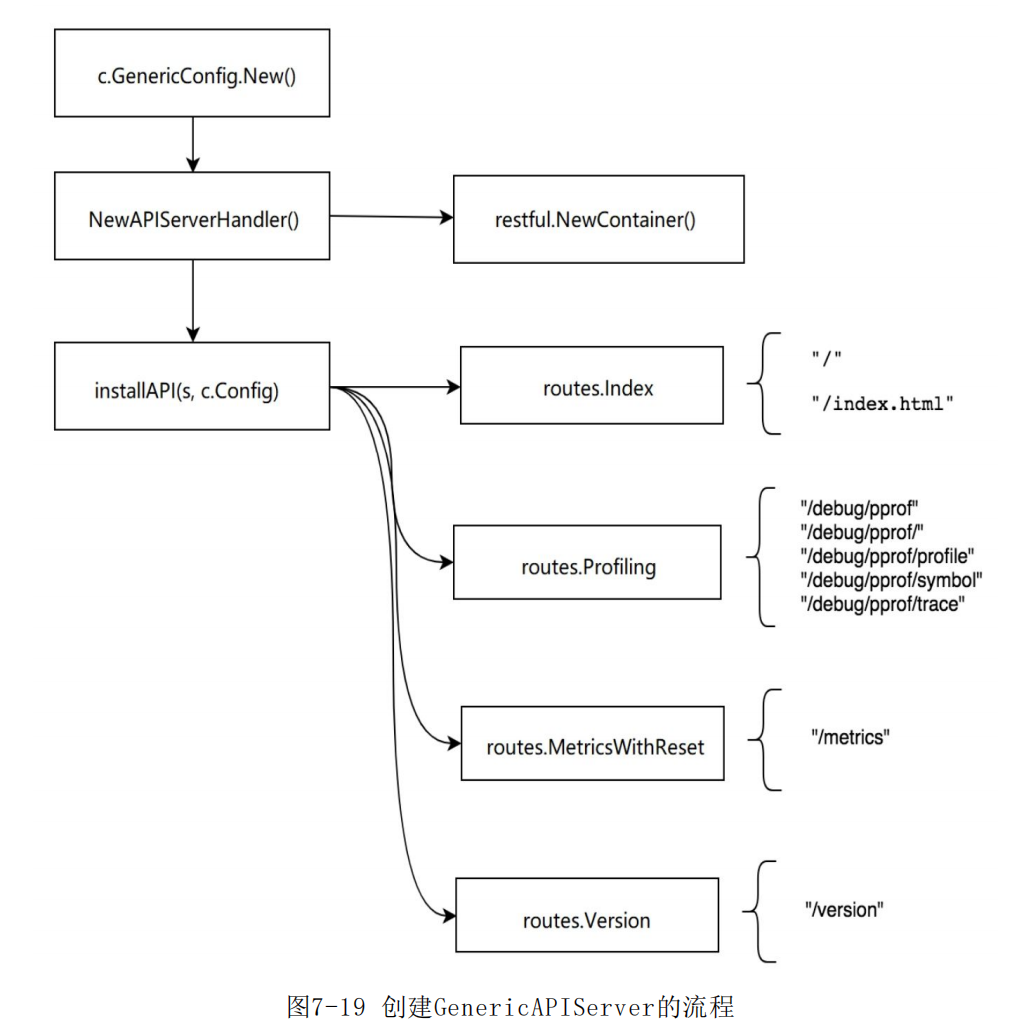 c.GenericConfig.New()
NewAPIServerHandler()
restful.NewContainer()
installAPI(s, c.Config)
routes.Index
"/"
"/index.html"
routes.Profiling
"/debug/pprof"
"/debug/pprof/"
"/debug/pprof/profile"
"/debug/pprof/symbol"
"/debug/pprof/trace"
routes.MetricsWithReset
"/metrics"
routes.Version
"/version"
图7-19 创建GenericAPIServer的流程